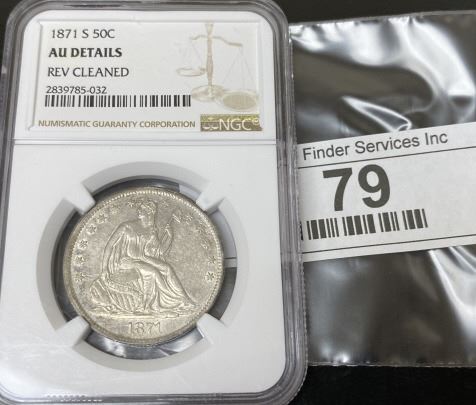 1871 S 50C
AU DETAILS
REV CLEANED
2839785-032
NUMISMATIC GUARANTY CORPORATION
NGC
Finder Services Inc
79
1871